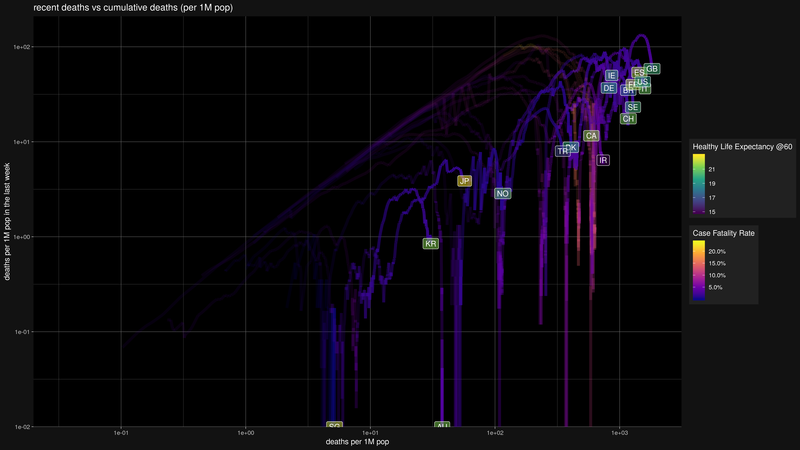 recent deaths vs cumulative deaths (per 1M pop)
1e+02
1e+01
1e+00
1e-01
1e-02
deaths per 1M pop in the last week
GB
ES
IE
US
DE
BR
IT
SE
CH
CA
DK
TR
IR
JP
NO
KR
SG
AU
1e-01
1e+00
1e+01
1e+02
1e+03
deaths per 1M pop
Healthy Life Expectancy @60
21
19
17
15
Case Fatality Rate
20.0%
15.0%
10.0%
5.0%